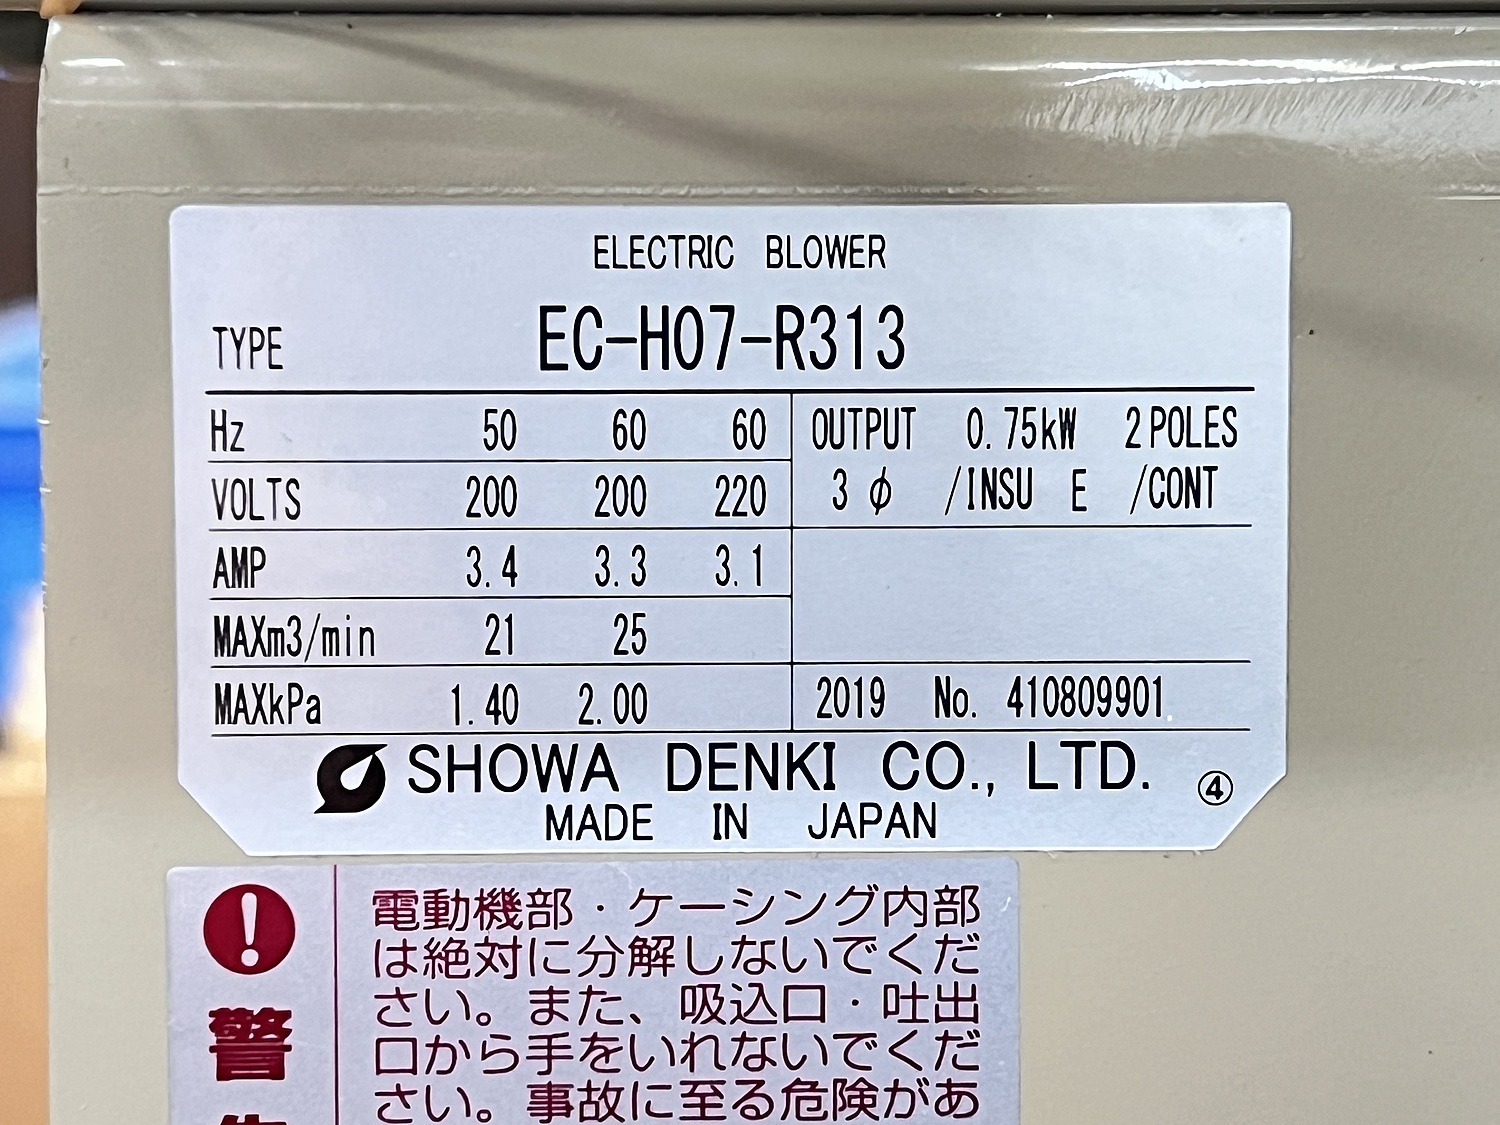 ELECTRIC BLOWER
TYPE EC-H07-R313
Hz 50 60 60
VOLTS 200 200 220
AMP 3.4 3.3 3.1
MAXm3/min 21 25
MAXkPa 1.40 2.00
OUTPUT 0.75kW 2POLES
3 φ /INSU E /CONT
2019 No. 410809901
SHOWA DENKI CO., LTD. ④
MADE IN JAPAN
警
電動機部・ケーシング内部
は絶対に分解しないでくだ
さい。また、吸込口・吐出
口から手をいれないでくだ
さい。事故に至る危険があ